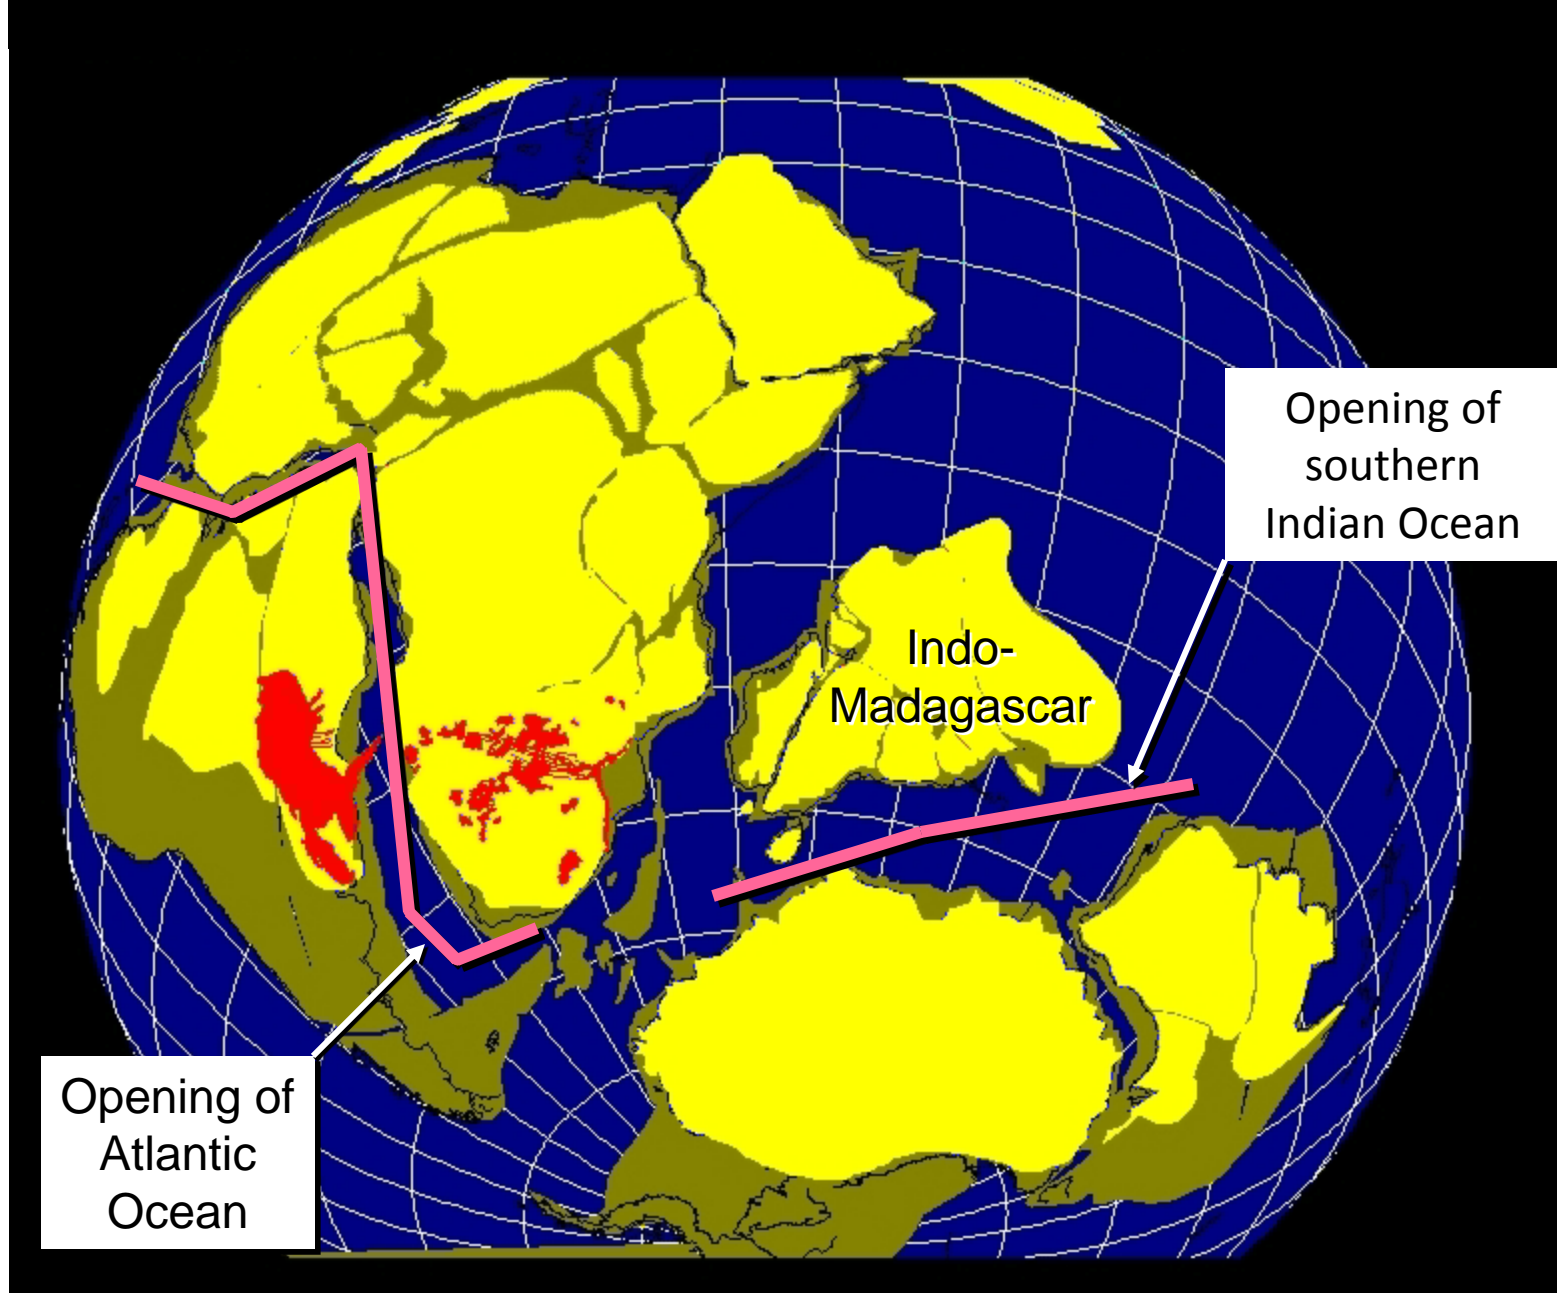 Opening of
southern
Indian Ocean
Indo-
Madagascar
Opening of
Atlantic
Ocean